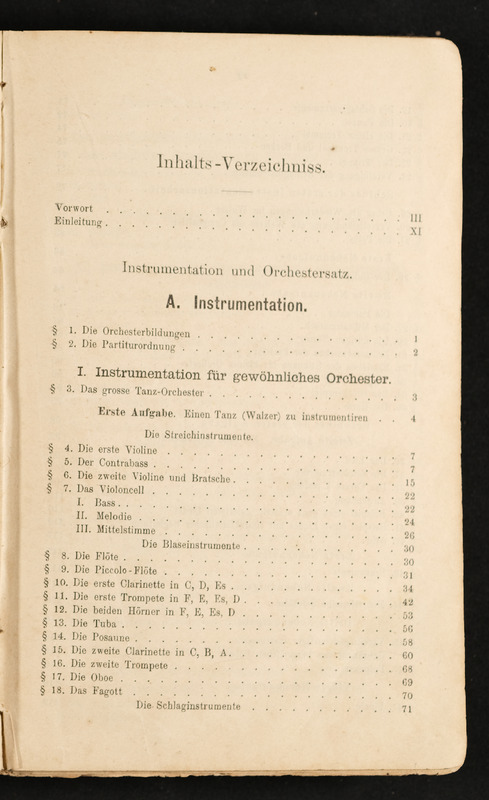 Inhalts-Verzeichniss.
Vorwort . . . . . . . . . . . . . . . . . . . . . . III
Einleitung . . . . . . . . . . . . . . . . . . . . . XI
Instrumentation und Orchestersatz.
A. Instrumentation.
§ 1. Die Orchesterbildungen . . . . . . . . . . . . . . . 1
§ 2. Die Partiturordnung . . . . . . . . . . . . . . . . 2
I. Instrumentation für gewöhnliches Orchester.
§ 3. Das grosse Tanz-Orchester . . . . . . . . . . . . . . 3
Erste Aufgabe. Einen Tanz (Walzer) zu instrumentiren . . 4
Die Streichinstrumente.
§ 4. Die erste Violine . . . . . . . . . . . . . . . . . 7
§ 5. Der Contrabass . . . . . . . . . . . . . . . . . . 7
§ 6. Die zweite Violine und Bratsche . . . . . . . . . . . . 15
§ 7. Das Violoncell . . . . . . . . . . . . . . . . . . 22
I. Bass . . . . . . . . . . . . . . . . . . . . . 22
II. Melodie . . . . . . . . . . . . . . . . . . . 24
III. Mittelstimme . . . . . . . . . . . . . . . . . 26
Die Blaseinstrumente . . . . . . . . . . . . 30
§ 8. Die Flöte . . . . . . . . . . . . . . . . . . . . 30
§ 9. Die Piccolo-Flöte . . . . . . . . . . . . . . . . . 31
§ 10. Die erste Clarinette in C, D, Es . . . . . . . . . . . . 34
§ 11. Die erste Trompete in F, E, Es, D . . . . . . . . . . . 42
§ 12. Die beiden Hörner in F, E, Es, D . . . . . . . . . . . 53
§ 13. Die Tuba . . . . . . . . . . . . . . . . . . . . 56
§ 14. Die Posaune . . . . . . . . . . . . . . . . . . . 58
§ 15. Die zweite Clarinette in C, B, A . . . . . . . . . . . . 60
§ 16. Die zweite Trompete . . . . . . . . . . . . . . . . 68
§ 17. Die Oboe . . . . . . . . . . . . . . . . . . . . 69
§ 18. Das Fagott . . . . . . . . . . . . . . . . . . . 70
Die Schlaginstrumente . . . . . . . . . . . 71